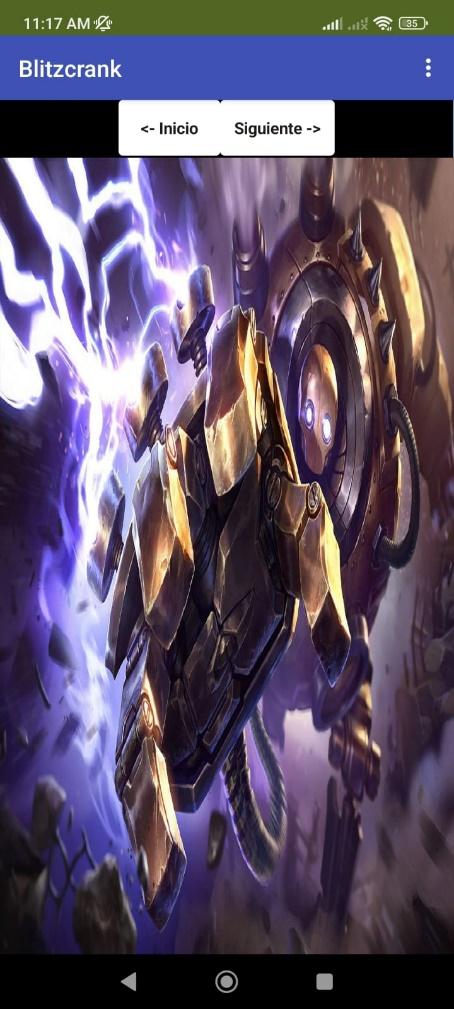 11:17 AM
35
Blitzcrank
<- Inicio
Siguiente ->